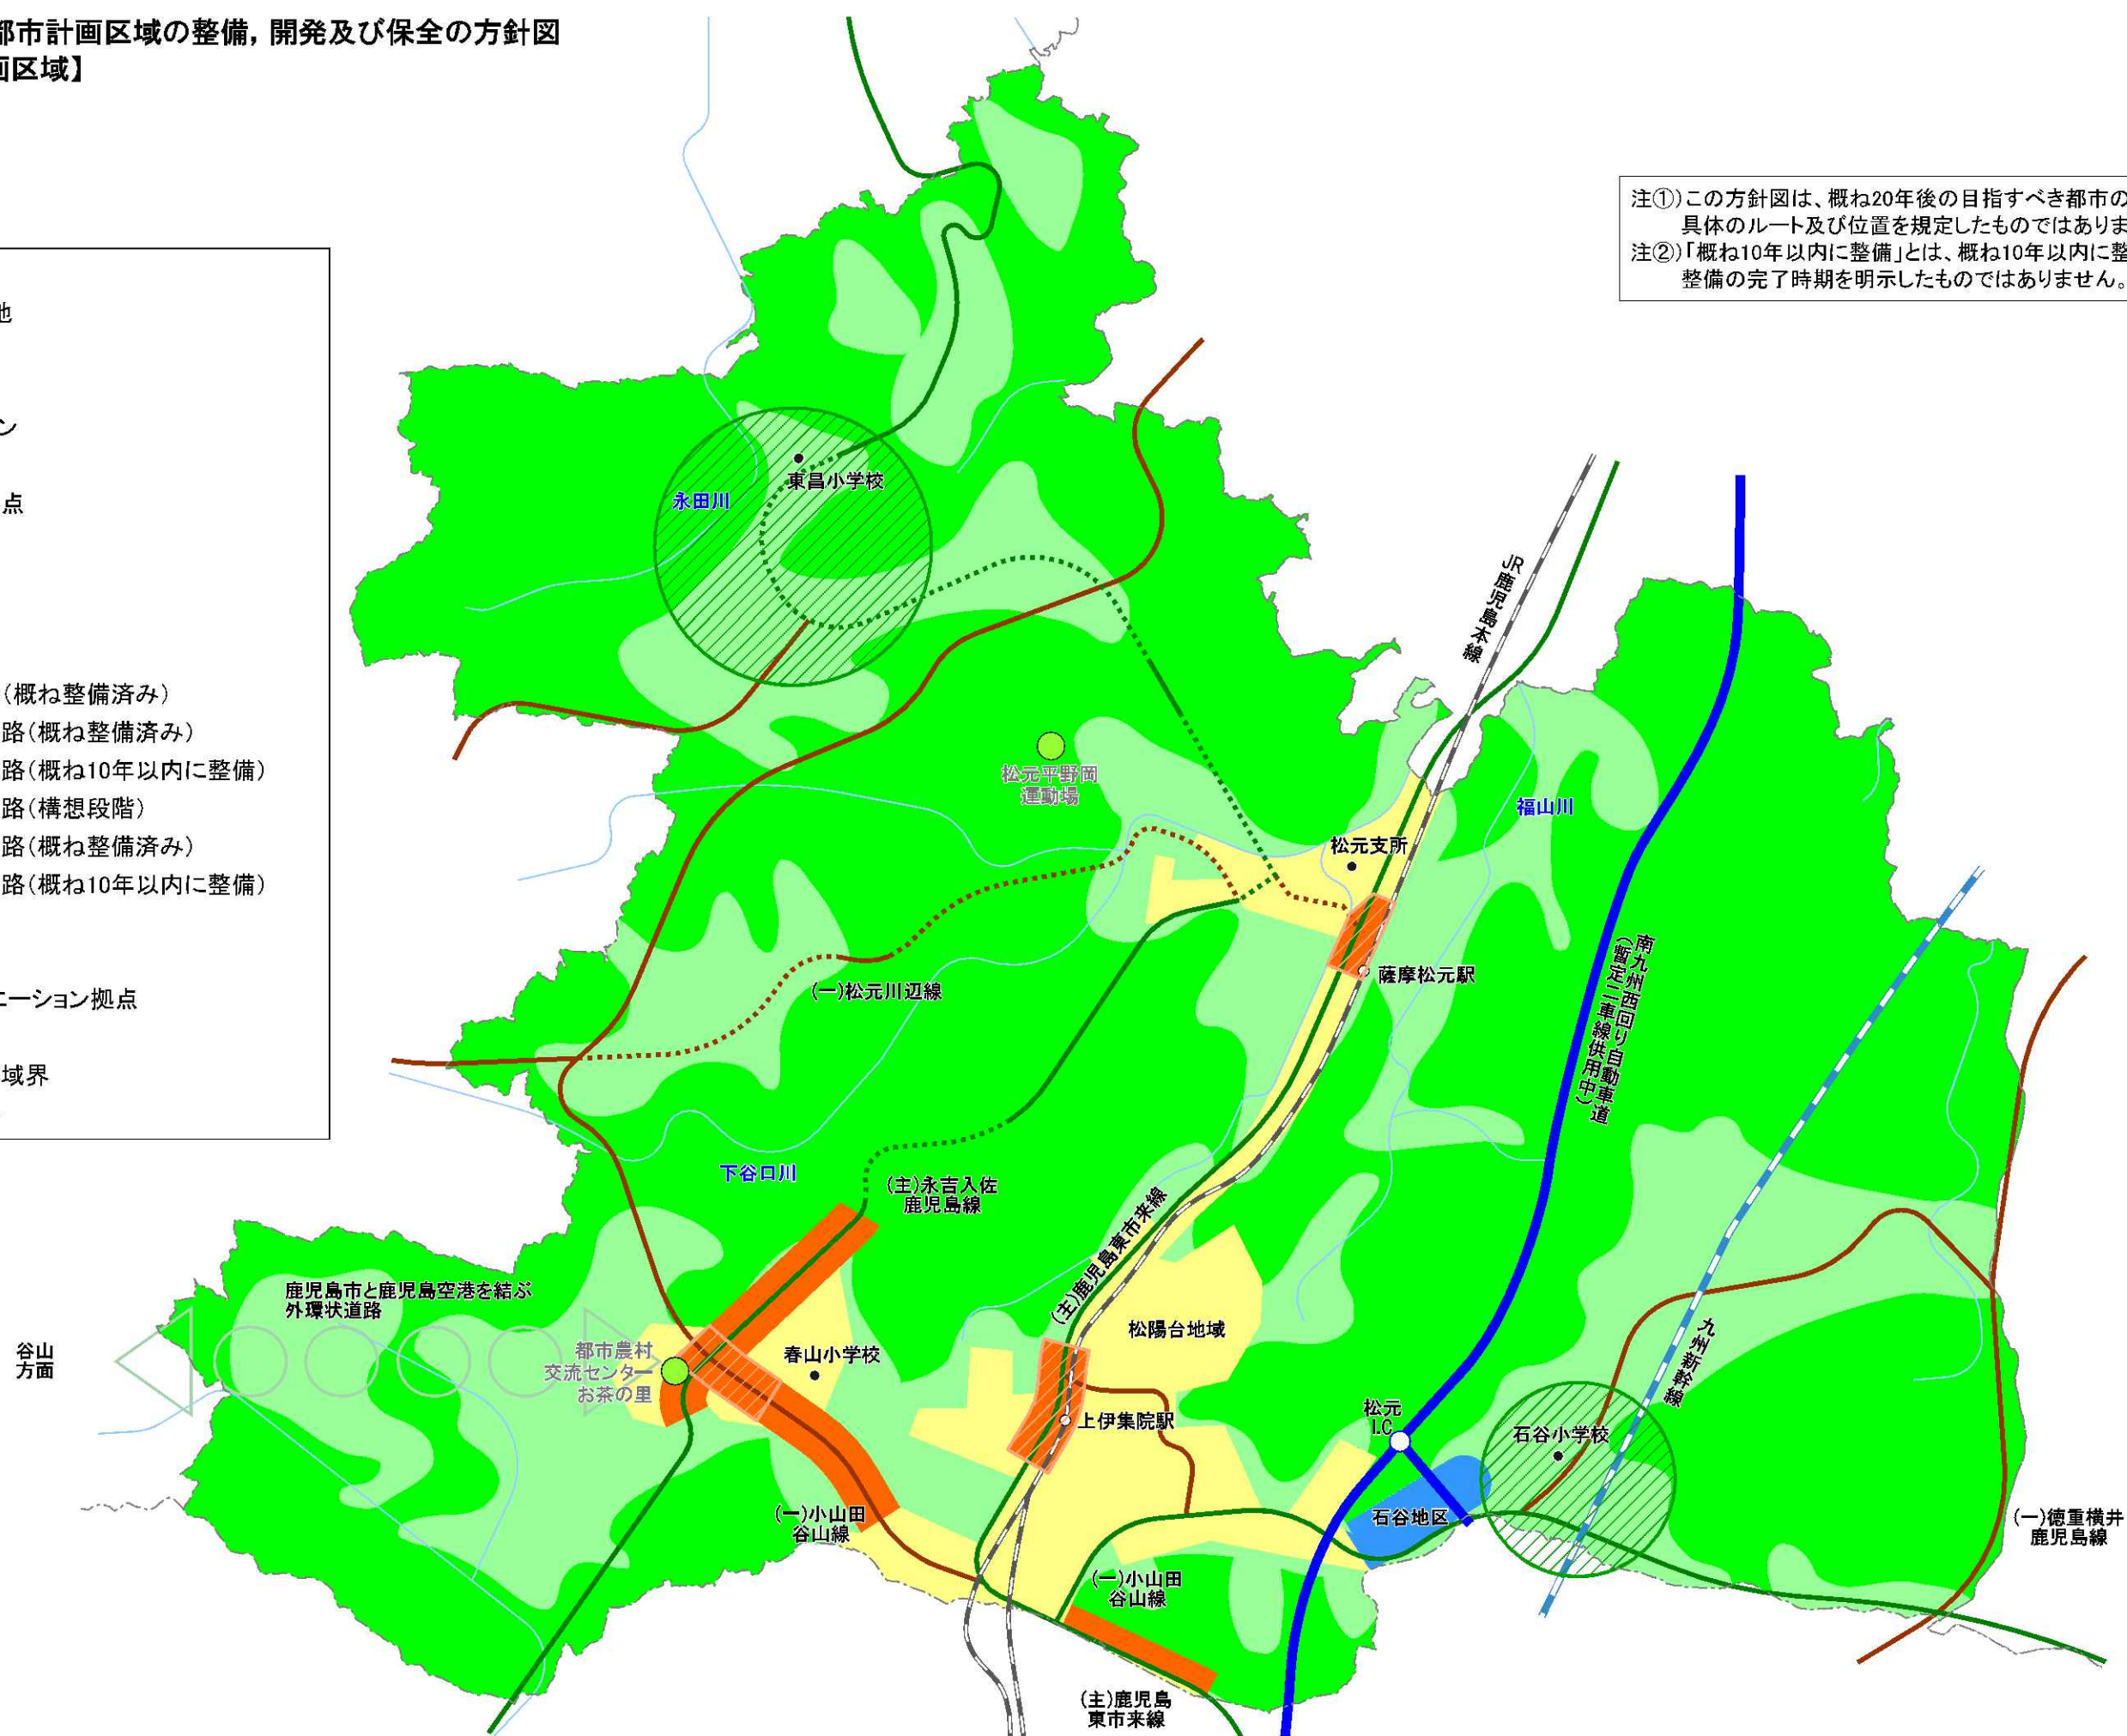 都市計画区域の整備，開発及び保全の方針図
画区域】
注①）この方針図は、概ね20年後の目指すべき都市の
具体のルート及び位置を規定したものではありま
注②）「概ね10年以内に整備」とは、概ね10年以内に整
整備の完了時期を明示したものではありません。
地
ン
点
（概ね整備済み）
路（概ね整備済み）
路（概ね10年以内に整備）
路（構想段階）
路（概ね整備済み）
路（概ね10年以内に整備）
エーション拠点
域界
東昌小学校
永田川
JR鹿児島本線
松元平野岡
運動場
福山川
松元支所
薩摩松元駅
南九州西回り自動車道
（暫定二車線供用中）
（一）松元川辺線
下谷口川
（主）永吉入佐
鹿児島線
（主）鹿児島東市来線
鹿児島市と鹿児島空港を結ぶ
外環状道路
谷山
方面
都市農村
交流センター
お茶の里
春山小学校
松陽台地域
九州新幹線
上伊集院駅
松元
I.C
石谷小学校
石谷地区
（一）小山田
谷山線
（一）徳重横井
鹿児島線
（一）小山田
谷山線
（主）鹿児島
東市来線